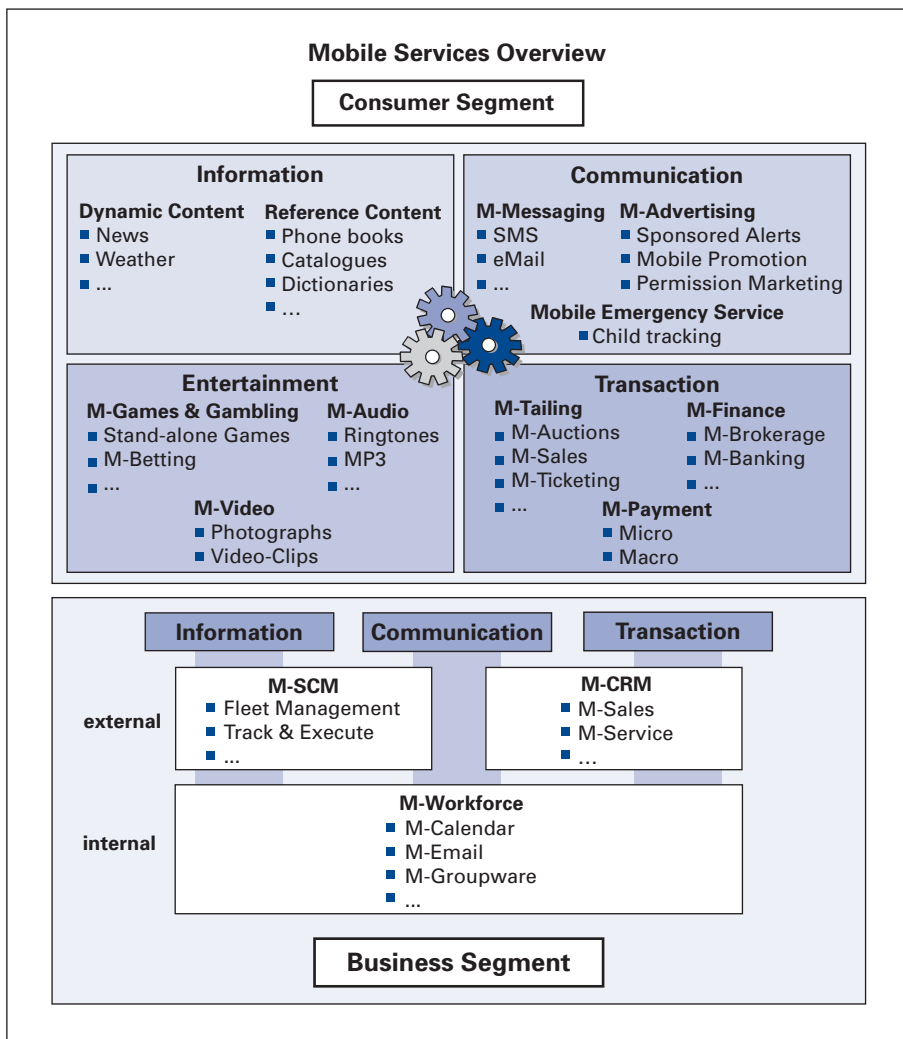 Mobile Services Overview
Consumer Segment
Information
Dynamic Content
News
Weather
...
Reference Content
Phone books
Catalogues
Dictionaries
...
Communication
M-Messaging
SMS
eMail
...
M-Advertising
Sponsored Alerts
Mobile Promotion
Permission Marketing
Mobile Emergency Service
Child tracking
Entertainment
M-Games & Gambling
Stand-alone Games
M-Betting
...
M-Audio
Ringtones
MP3
...
M-Video
Photographs
Video-Clips
Transaction
M-Tailing
M-Auctions
M-Sales
M-Ticketing
...
M-Finance
M-Brokerage
M-Banking
...
M-Payment
Micro
Macro
Information
Communication
Transaction
external
M-SCM
Fleet Management
Track & Execute
...
M-CRM
M-Sales
M-Service
...
internal
M-Workforce
M-Calendar
M-Email
M-Groupware
...
Business Segment